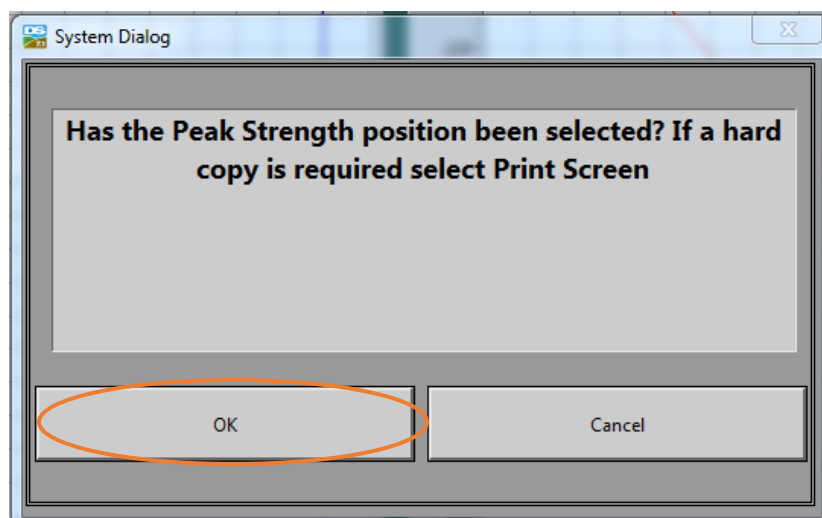 System Dialog
Has the Peak Strength position been selected? If a hard
copy is required select Print Screen
OK
Cancel